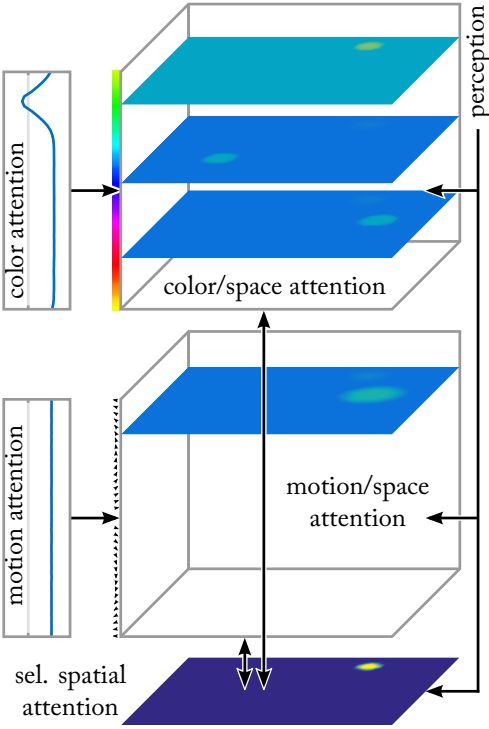 perception
color attention
color/space attention
motion attention
motion/space
attention
sel. spatial
attention